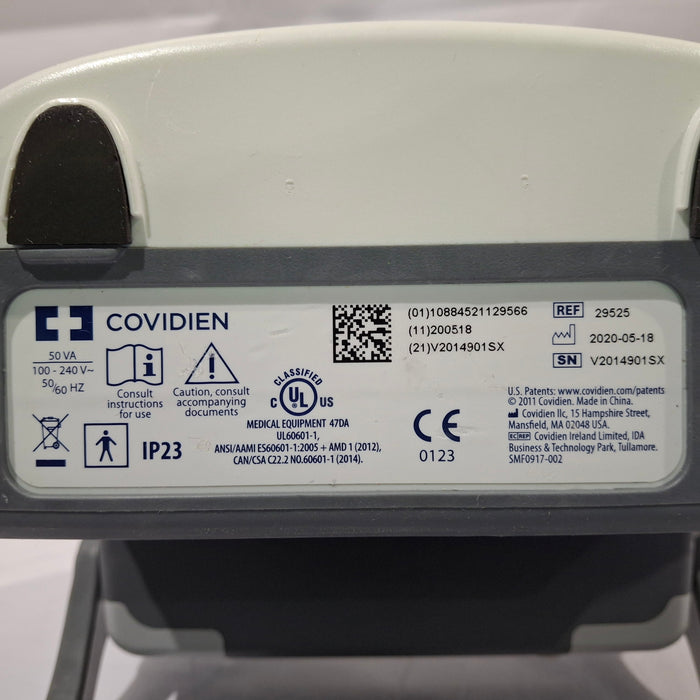 COVIDIEN
50 VA
100 - 240 V~
50/60 HZ
Consult
instructions
for use
Caution, consult
accompanying
documents
IP23
CLASSIFIED
C UL US
MEDICAL EQUIPMENT 47DA
UL60601-1,
ANSI/AAMI ES60601-1:2005 + AMD 1 (2012),
CAN/CSA C22.2 NO.60601-1 (2014).
(01)10884521129566
(11)200518
(21)V2014901SX
CE
0123
REF 29525
2020-05-18
SN V2014901SX
U.S. Patents: www.covidien.com/patents
© 2011 Covidien. Made in China.
Covidien llc, 15 Hampshire Street,
Mansfield, MA 02048 USA.
EC REP Covidien Ireland Limited, IDA
Business & Technology Park, Tullamore.
SMF0917-002